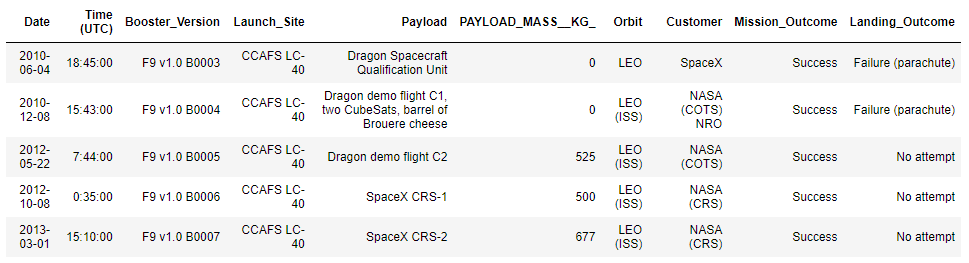 Date Time (UTC) Booster_Version Launch_Site Payload PAYLOAD_MASS__KG_ Orbit Customer Mission_Outcome Landing_Outcome
2010-06-04 18:45:00 F9 v1.0 B0003 CCAFS LC-40 Dragon Spacecraft Qualification Unit 0 LEO SpaceX Success Failure (parachute)
2010-12-08 15:43:00 F9 v1.0 B0004 CCAFS LC-40 Dragon demo flight C1, two CubeSats, barrel of Brouere cheese 0 LEO (ISS) NASA (COTS) NRO Success Failure (parachute)
2012-05-22 7:44:00 F9 v1.0 B0005 CCAFS LC-40 Dragon demo flight C2 525 LEO (ISS) NASA (COTS) Success No attempt
2012-10-08 0:35:00 F9 v1.0 B0006 CCAFS LC-40 SpaceX CRS-1 500 LEO (ISS) NASA (CRS) Success No attempt
2013-03-01 15:10:00 F9 v1.0 B0007 CCAFS LC-40 SpaceX CRS-2 677 LEO (ISS) NASA (CRS) Success No attempt